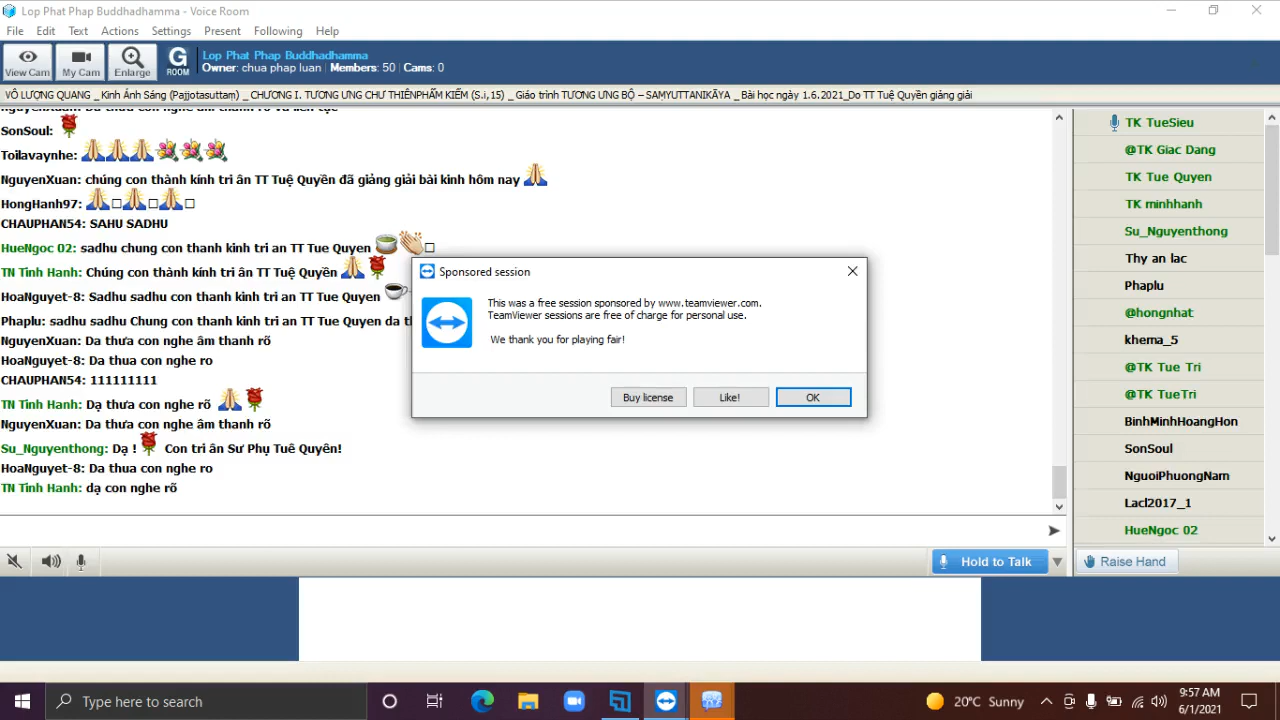 Lop Phat Phap Buddhadhamma - Voice Room
File Edit Text Actions Settings Present Following Help
View Cam My Cam Enlarge G ROOM
Lop Phat Phap Buddhadhamma
Owner: chua phap luan | Members: 50 | Cams: 0
VÔ LƯỢNG QUANG _Kinh Ánh Sáng (Pajjotasuttam) _CHƯƠNG I. TƯƠNG ƯNG CHƯ THIÊNPHẨM KIẾM (S.i,15) _Giáo trình TƯƠNG ƯNG BỘ – SAṂYUTTANIKĀYA _Bài học ngày 1.6.2021_Do TT Tuệ Quyền giảng giải
SonSoul:
Toilavaynhe:
NguyenXuan: chúng con thành kính tri ân TT Tuệ Quyền đã giảng giải bài kinh hôm nay
HongHanh97:
CHAUPHAN54: SAHU SADHU
HueNgoc 02: sadhu chung con thanh kinh tri an TT Tue Quyen
TN Tinh Hanh: Chúng con thành kính tri ân TT Tuệ Quyền
HoaNguyet-8: Sadhu sadhu con thanh kinh tri an TT Tue Quyen
Phaplu: sadhu sadhu Chung con thanh kinh tri an TT Tue Quyen da
NguyenXuan: Da thưa con nghe âm thanh rõ
HoaNguyet-8: Da thua con nghe ro
CHAUPHAN54: 111111111
TN Tinh Hanh: Dạ thưa con nghe rõ
NguyenXuan: Da thưa con nghe âm thanh rõ
Su_Nguyenthong: Dạ ! Con tri ân Sư Phụ Tuê Quyên!
HoaNguyet-8: Da thua con nghe ro
TN Tinh Hanh: dạ con nghe rõ
Sponsored session
This was a free session sponsored by www.teamviewer.com.
TeamViewer sessions are free of charge for personal use.
We thank you for playing fair!
Buy license Like! OK
TK TueSieu
@TK Giac Dang
TK Tue Quyen
TK minhhanh
Su_Nguyenthong
Thy an lac
Phaplu
@hongnhat
khema_5
@TK Tue Tri
@TK TueTri
BinhMinhHoangHon
SonSoul
NguoiPhuongNam
Lacl2017_1
HueNgoc 02
Hold to Talk
Raise Hand
Type here to search
20°C Sunny
9:57 AM
6/1/2021